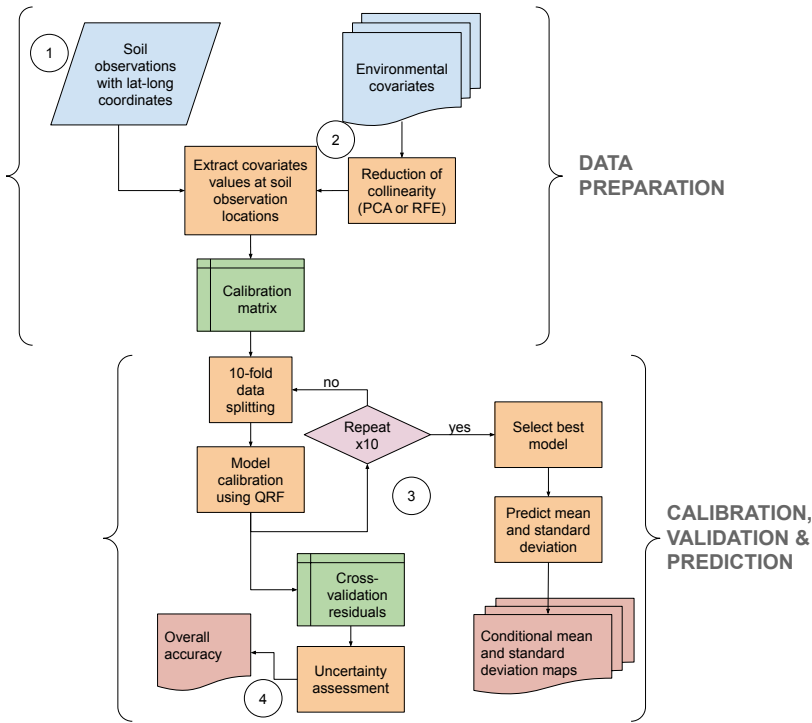 1
Soil
observations
with lat-long
coordinates
Environmental
covariates
2
Extract covariates
values at soil
observation
locations
Reduction of
collinearity
(PCA or RFE)
DATA
PREPARATION
Calibration
matrix
10-fold
data
splitting
no
Repeat
x10
yes
Select best
model
Model
calibration
using QRF
3
Predict mean
and standard
deviation
CALIBRATION,
VALIDATION &
PREDICTION
Cross-
validation
residuals
Overall
accuracy
4
Uncertainty
assessment
Conditional mean
and standard
deviation maps